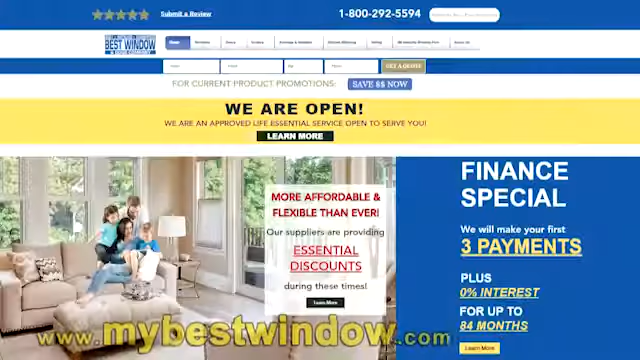 Submit a Review
1-800-292-5594
BEST WINDOW
& DOOR COMPANY
GET A QUOTE
FOR CURRENT PRODUCT PROMOTIONS:
SAVE $$ NOW
WE ARE OPEN!
WE ARE AN APPROVED LIFE ESSENTIAL SERVICE OPEN TO SERVE YOU!
LEARN MORE
MORE AFFORDABLE &
FLEXIBLE THAN EVER!
Our suppliers are providing
ESSENTIAL
DISCOUNTS
during these times!
Learn More
FINANCE
SPECIAL
We will make your first
3 PAYMENTS
PLUS
0% INTEREST
FOR UP TO
84 MONTHS
Learn More
www.mybestwindow.com